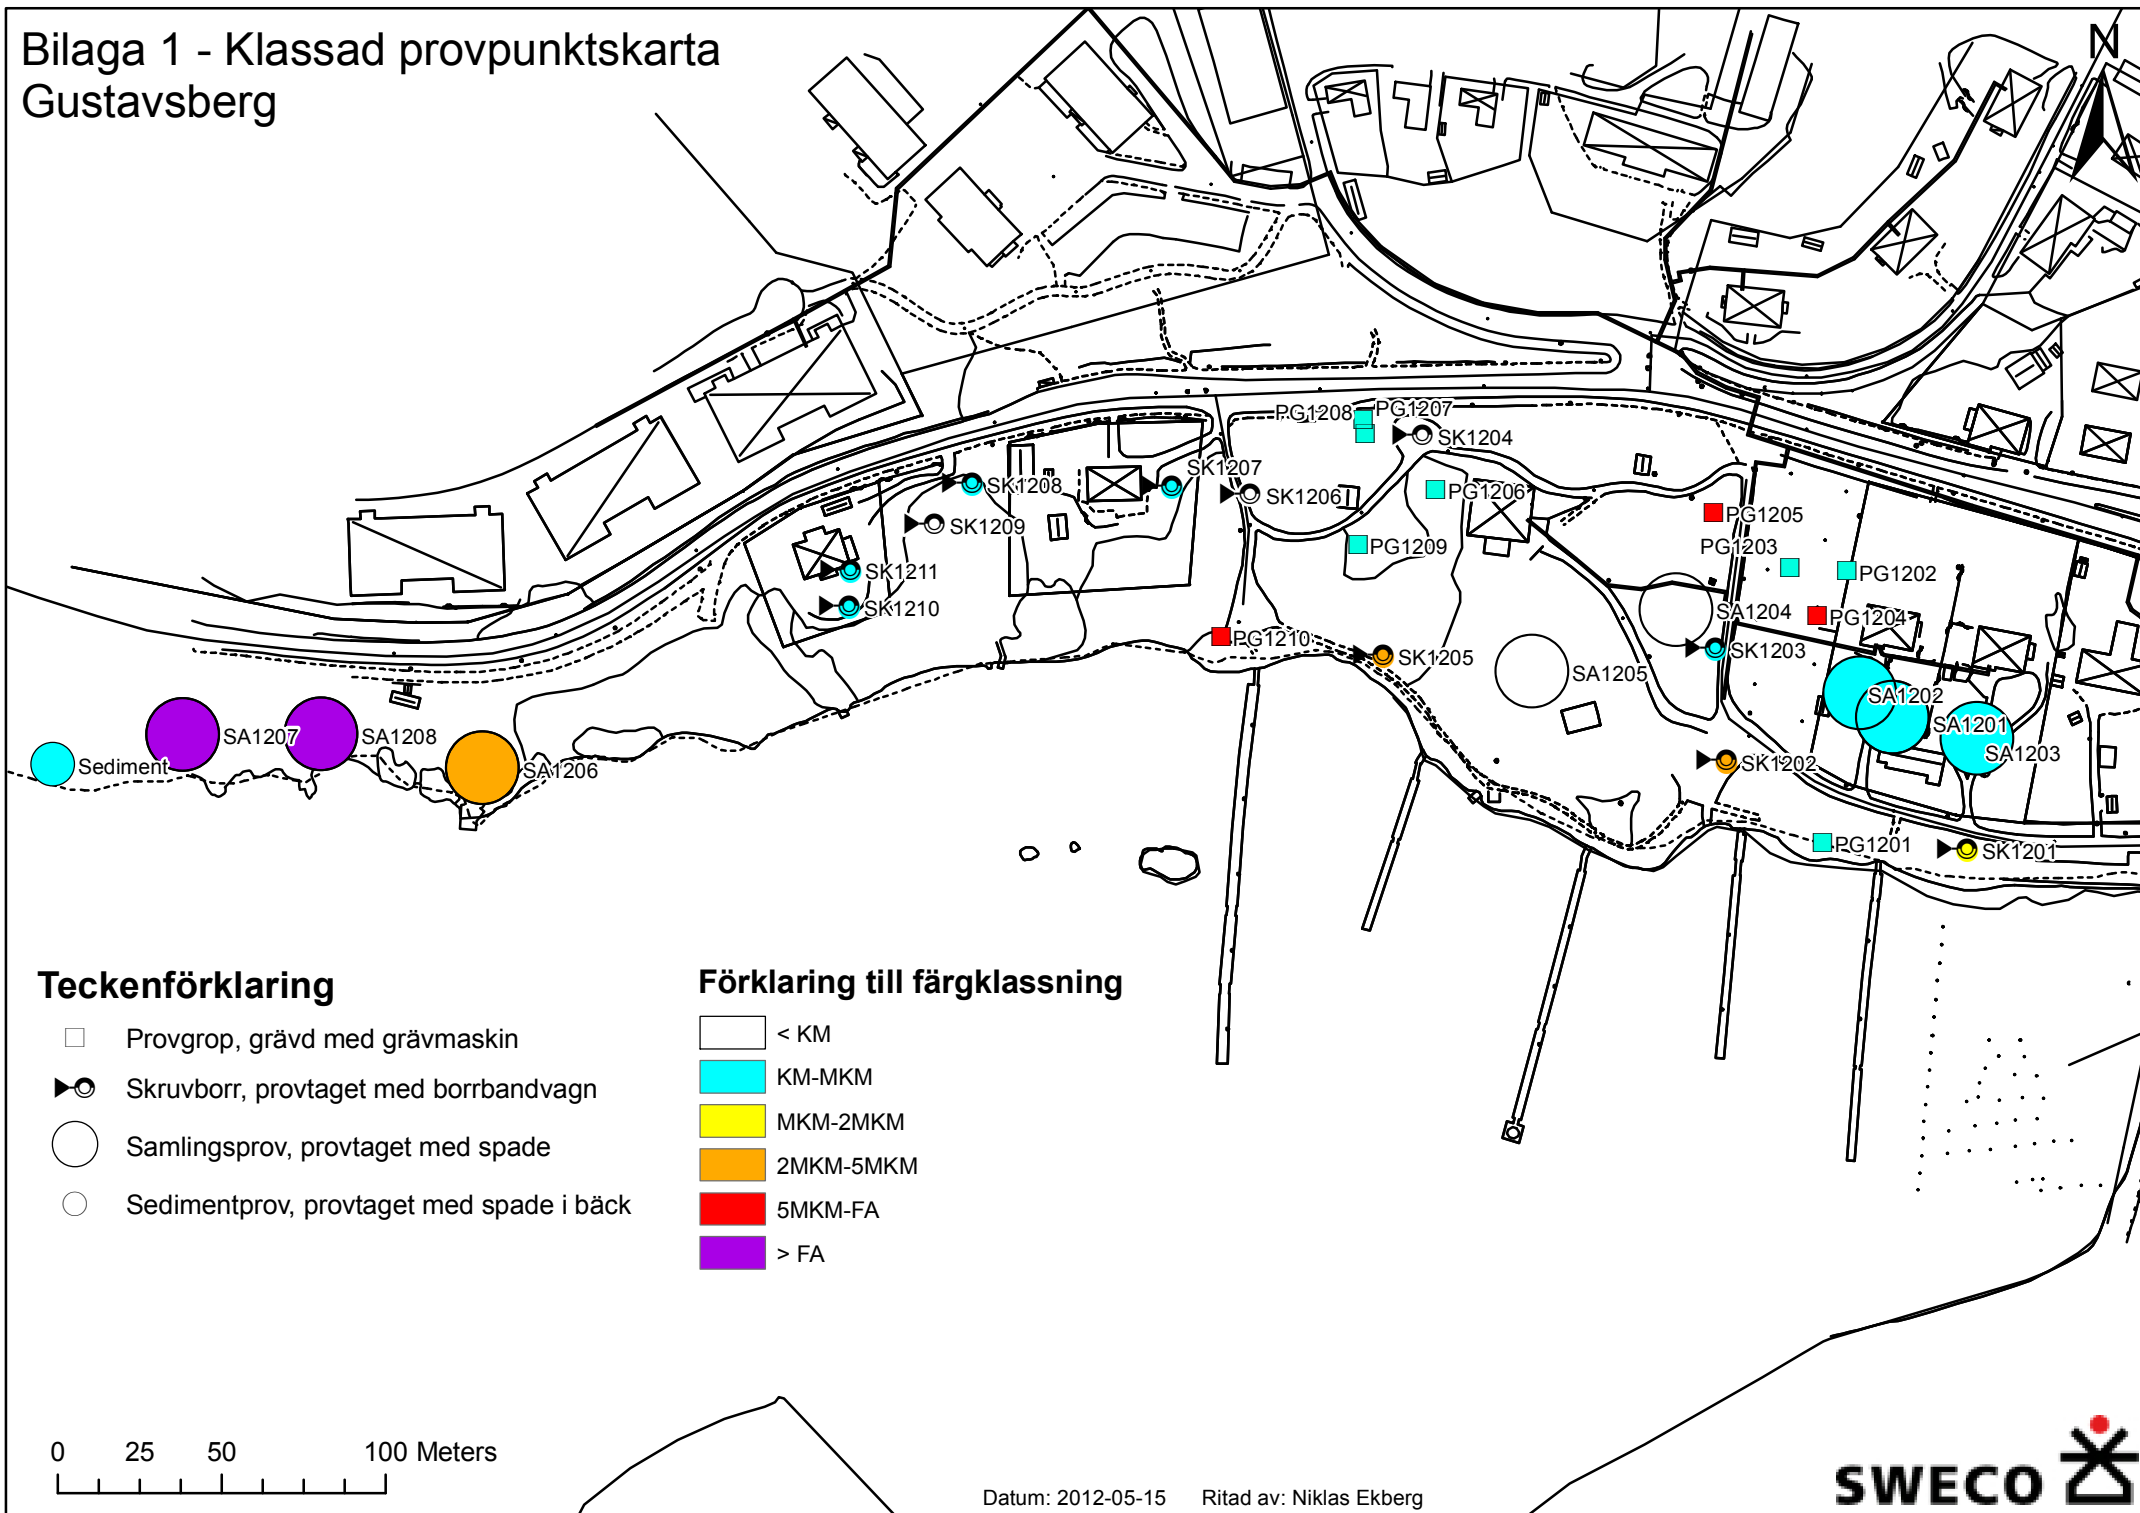 Bilaga 1 - Klassad provpunktskarta
Gustavsberg
N
PG1208
PG1207
SK1204
SK1207
SK1208
SK1206
PG1206
SK1209
PG1205
PG1209
PG1203
SK1211
PG1202
SK1210
SA1204
PG1204
PG1210
SK1205
SK1203
SA1205
SA1202
SA1201
SA1207
SA1208
SA1203
Sediment
SA1206
SK1202
PG1201
SK1201
Teckenförklaring
Provgrop, grävd med grävmaskin
Skruvborr, provtaget med borrbandvagn
Samlingsprov, provtaget med spade
Sedimentprov, provtaget med spade i bäck
Förklaring till färgklassning
< KM
KM-MKM
MKM-2MKM
2MKM-5MKM
5MKM-FA
> FA
0 25 50 100 Meters
Datum: 2012-05-15 Ritad av: Niklas Ekberg
SWECO